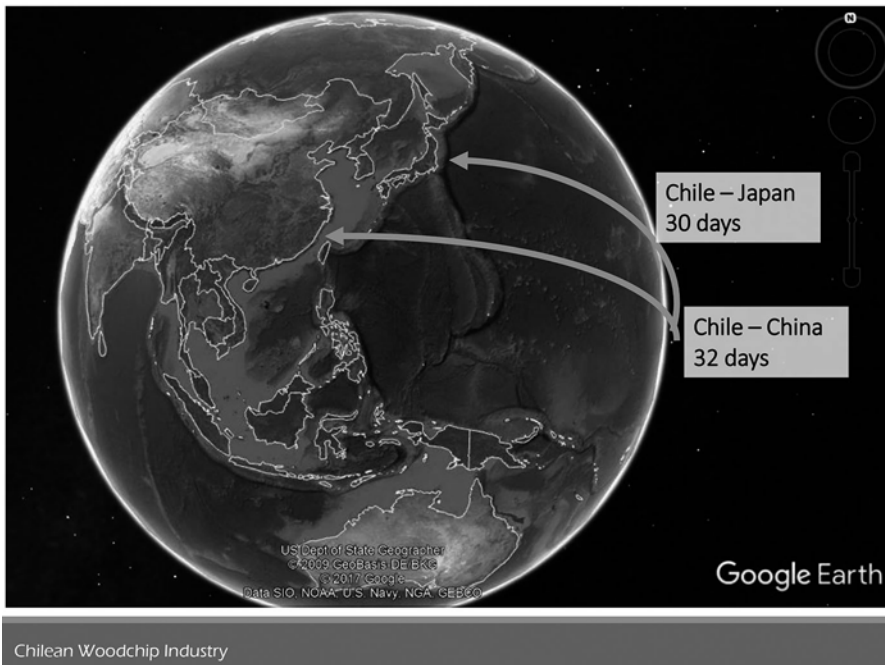 N
Chile – Japan
30 days
Chile – China
32 days
US Dept of State Geographer
© 2009 GeoBasis-DE/BKG
© 2017 Google
Data SIO, NOAA, U.S. Navy, NGA, GEBCO
Google Earth
Chilean Woodchip Industry